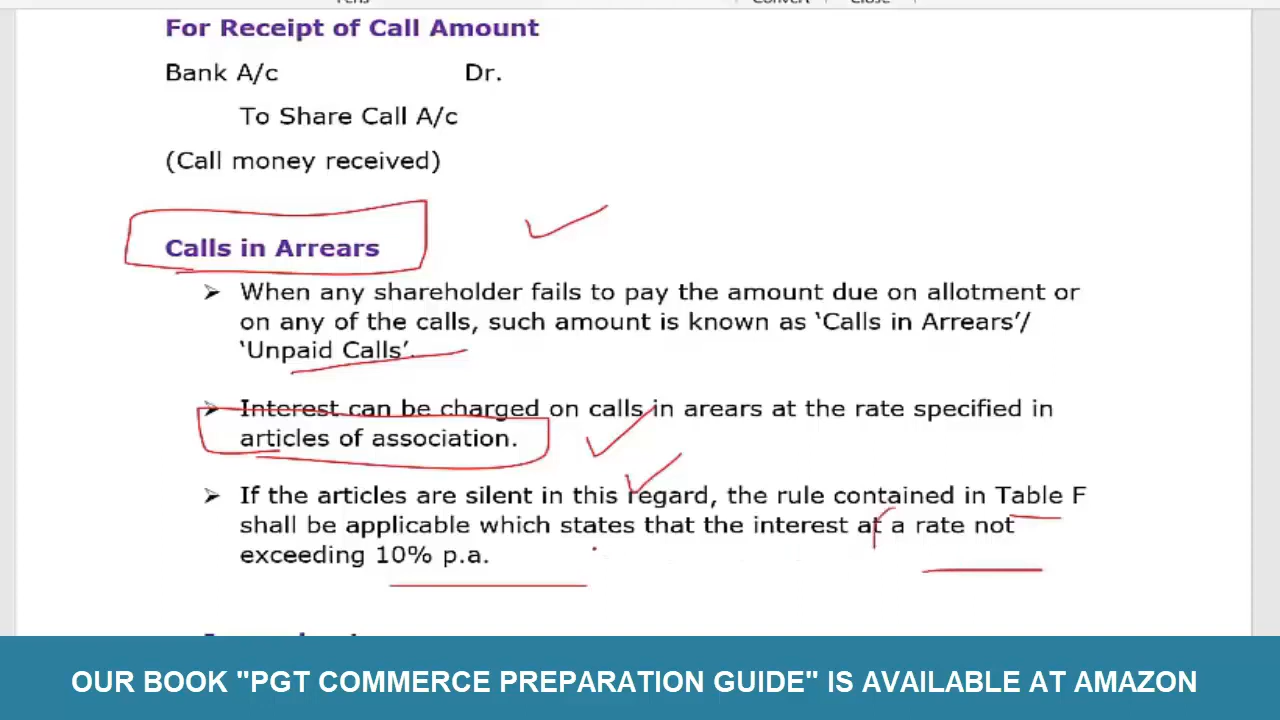 For Receipt of Call Amount
Bank A/c Dr.
To Share Call A/c
(Call money received)
Calls in Arrears
➢ When any shareholder fails to pay the amount due on allotment or
on any of the calls, such amount is known as ‘Calls in Arrears’/
‘Unpaid Calls’.
➢ Interest can be charged on calls in arears at the rate specified in
articles of association.
➢ If the articles are silent in this regard, the rule contained in Table F
shall be applicable which states that the interest at a rate not
exceeding 10% p.a.
OUR BOOK "PGT COMMERCE PREPARATION GUIDE" IS AVAILABLE AT AMAZON